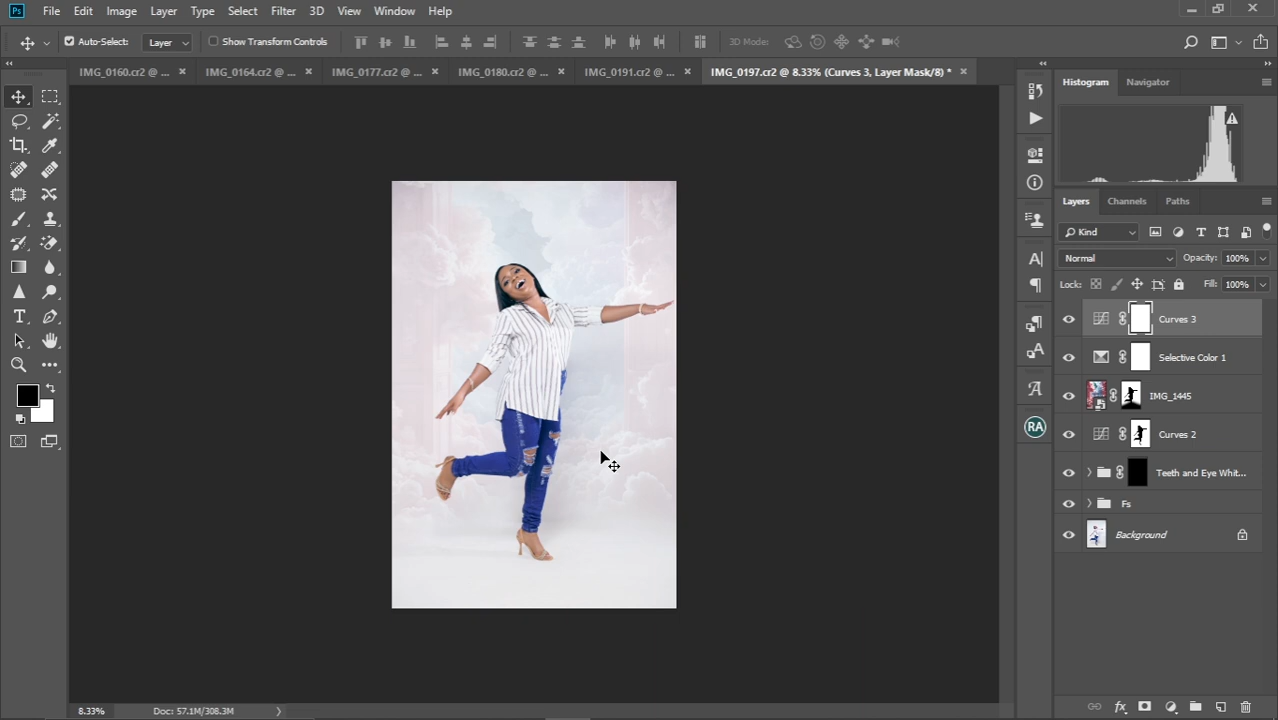 Ps File Edit Image Layer Type Select Filter 3D View Window Help
Auto-Select: Layer Show Transform Controls 3D Mode:
IMG_0160.cr2 @ ... × IMG_0164.cr2 @ ... × IMG_0177.cr2 @ ... × IMG_0180.cr2 @ ... × IMG_0191.cr2 @ ... × IMG_0197.cr2 @ 8.33% (Curves 3, Layer Mask/8) * ×
Histogram Navigator
Layers Channels Paths
Kind
Normal Opacity: 100%
Lock: Fill: 100%
Curves 3
Selective Color 1
IMG_1445
Curves 2
Teeth and Eye Whit...
Fs
Background
RA
8.33% Doc: 57.1M/308.3M